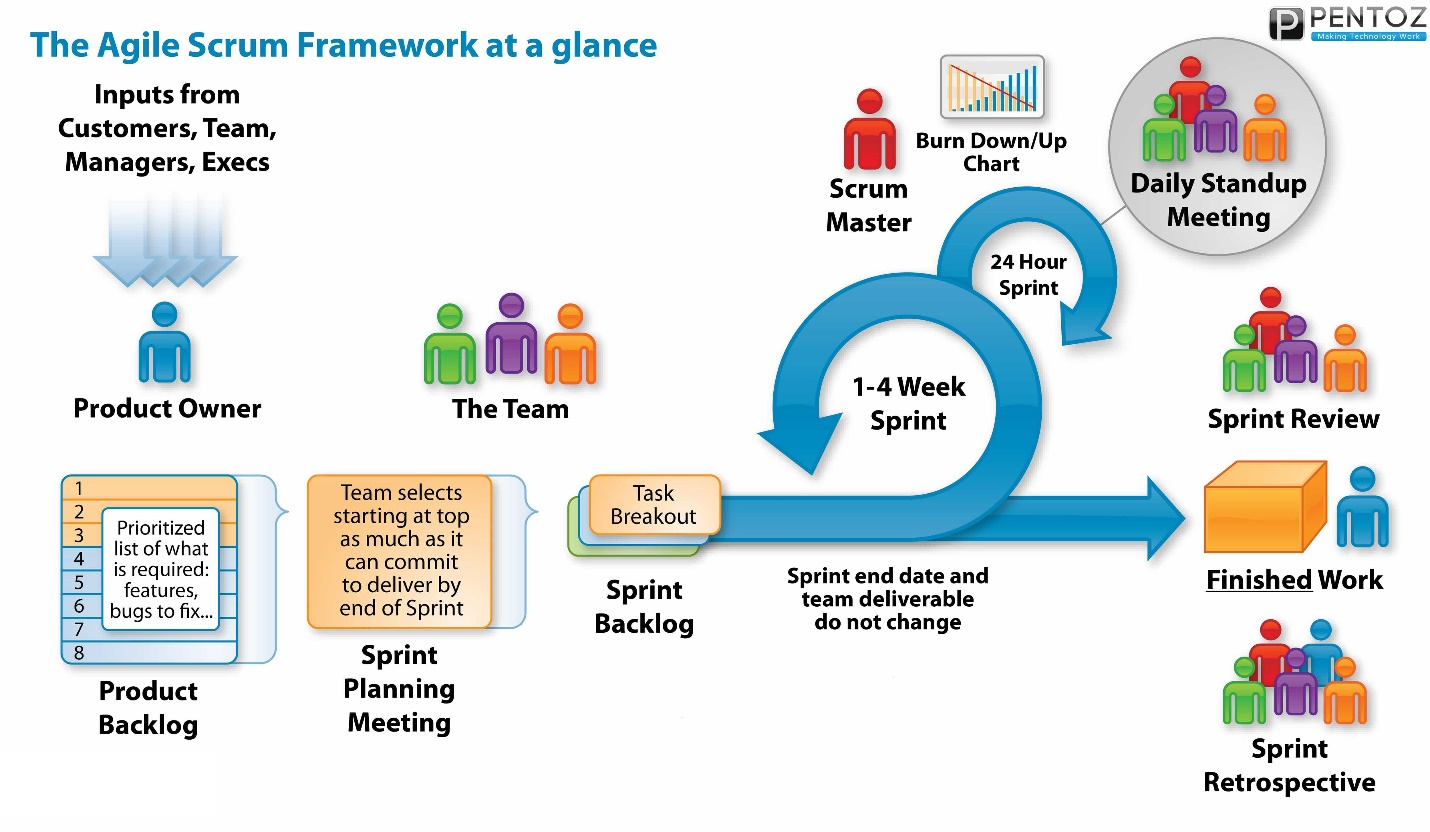 PENTOZ
Making Technology Work
The Agile Scrum Framework at a glance
Inputs from
Customers, Team,
Managers, Execs
Product Owner
The Team
Scrum
Master
Burn Down/Up
Chart
Daily Standup
Meeting
24 Hour
Sprint
1-4 Week
Sprint
Sprint Review
1
2
3
4
5
6
7
8
Prioritized
list of what
is required:
features,
bugs to fix...
Product
Backlog
Team selects
starting at top
as much as it
can commit
to deliver by
end of Sprint
Sprint
Planning
Meeting
Task
Breakout
Sprint
Backlog
Sprint end date and
team deliverable
do not change
Finished Work
Sprint
Retrospective